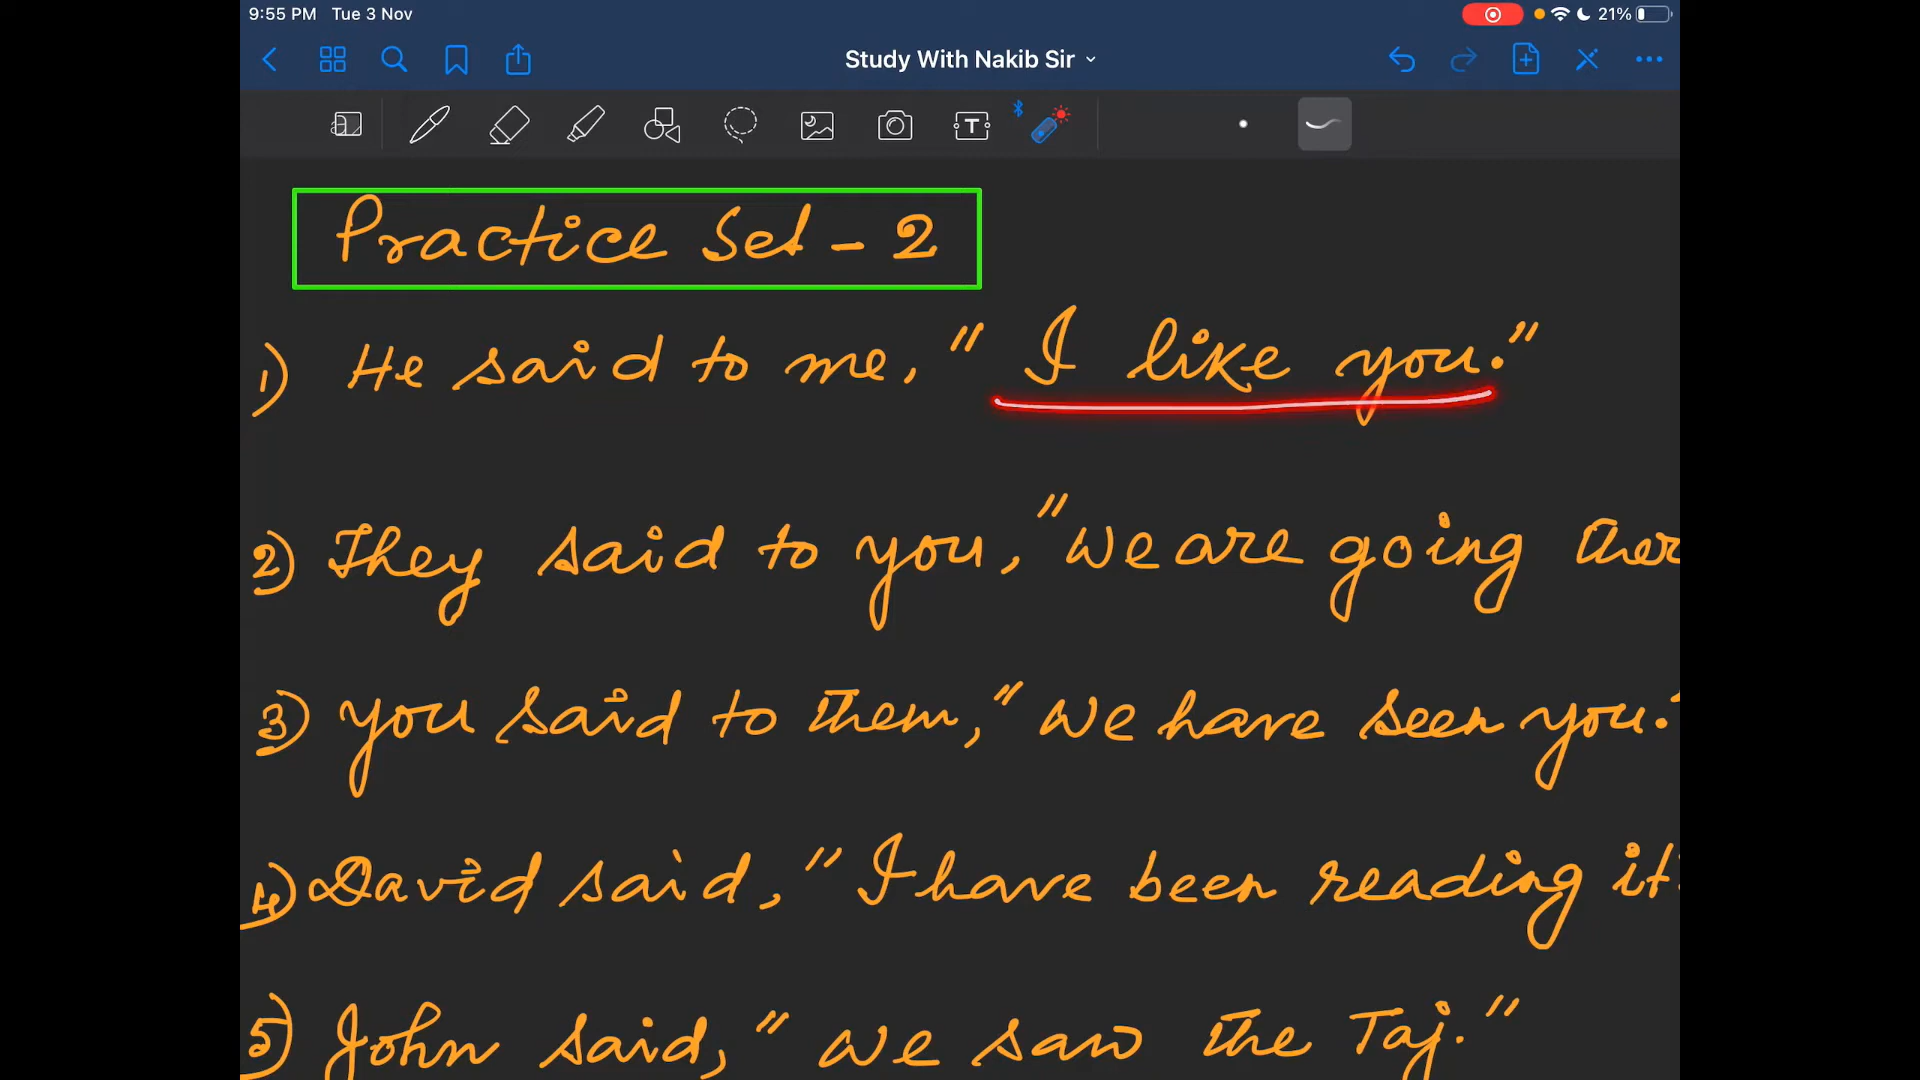 9:55 PM Tue 3 Nov 21%
Study With Nakib Sir
Practice Set - 2
1) He said to me, "I like you."
2) They said to you, "We are going ther
3) you said to them, "We have seen you.
4) David said, "I have been reading it
5) John said, "We saw the Taj."